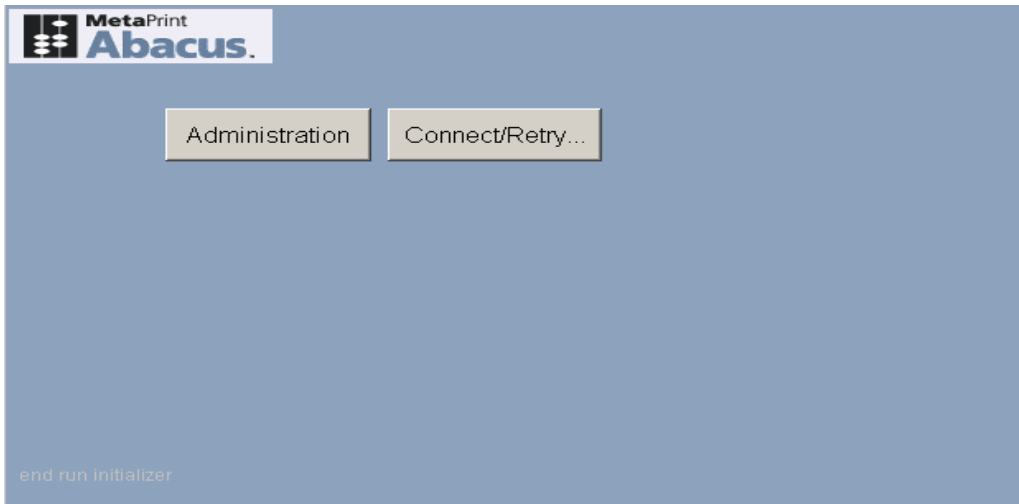 MetaPrint
Abacus.
Administration
Connect/Retry...
end run initializer